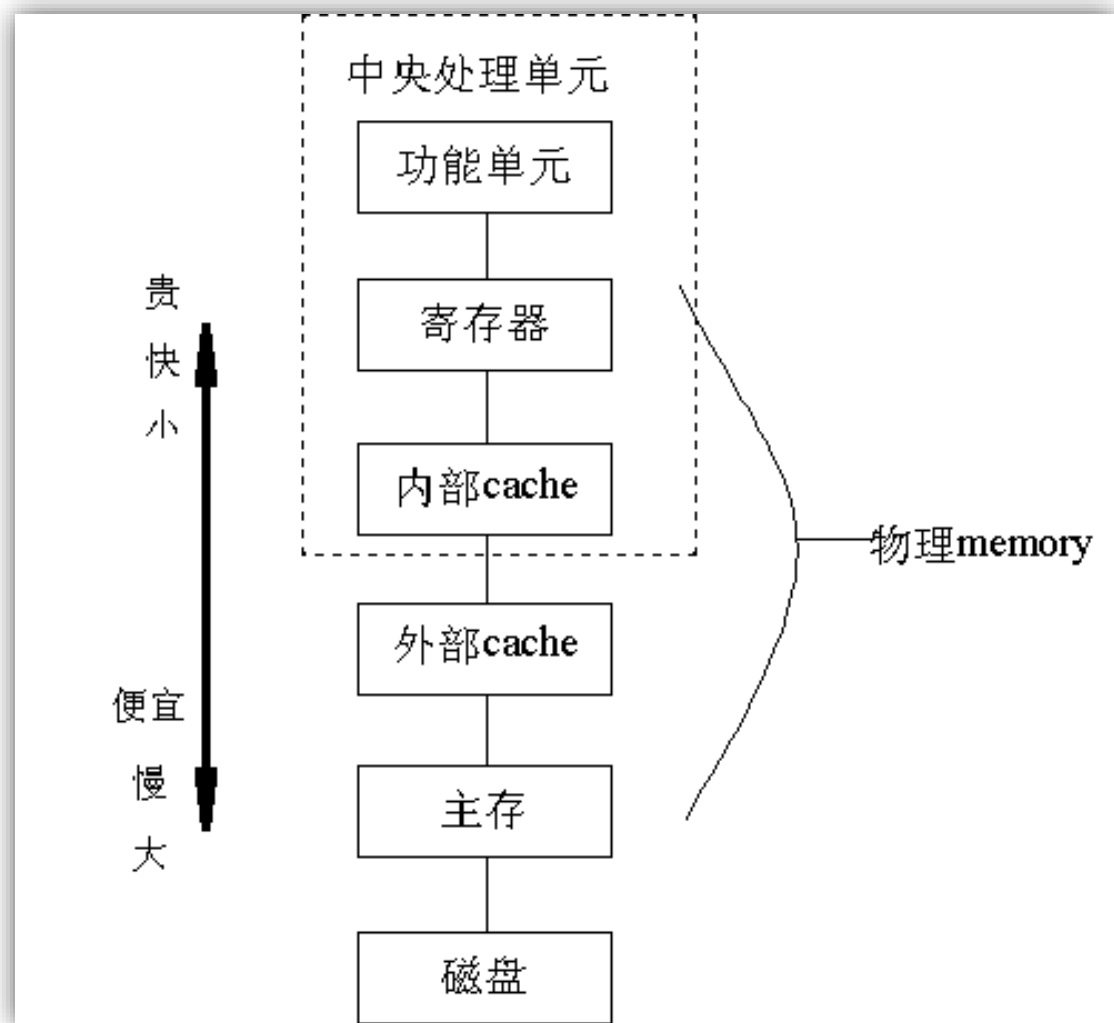 中央处理单元
功能单元
贵
寄存器
快
小
内部cache
物理memory
外部cache
便宜
慢
主存
大
磁盘